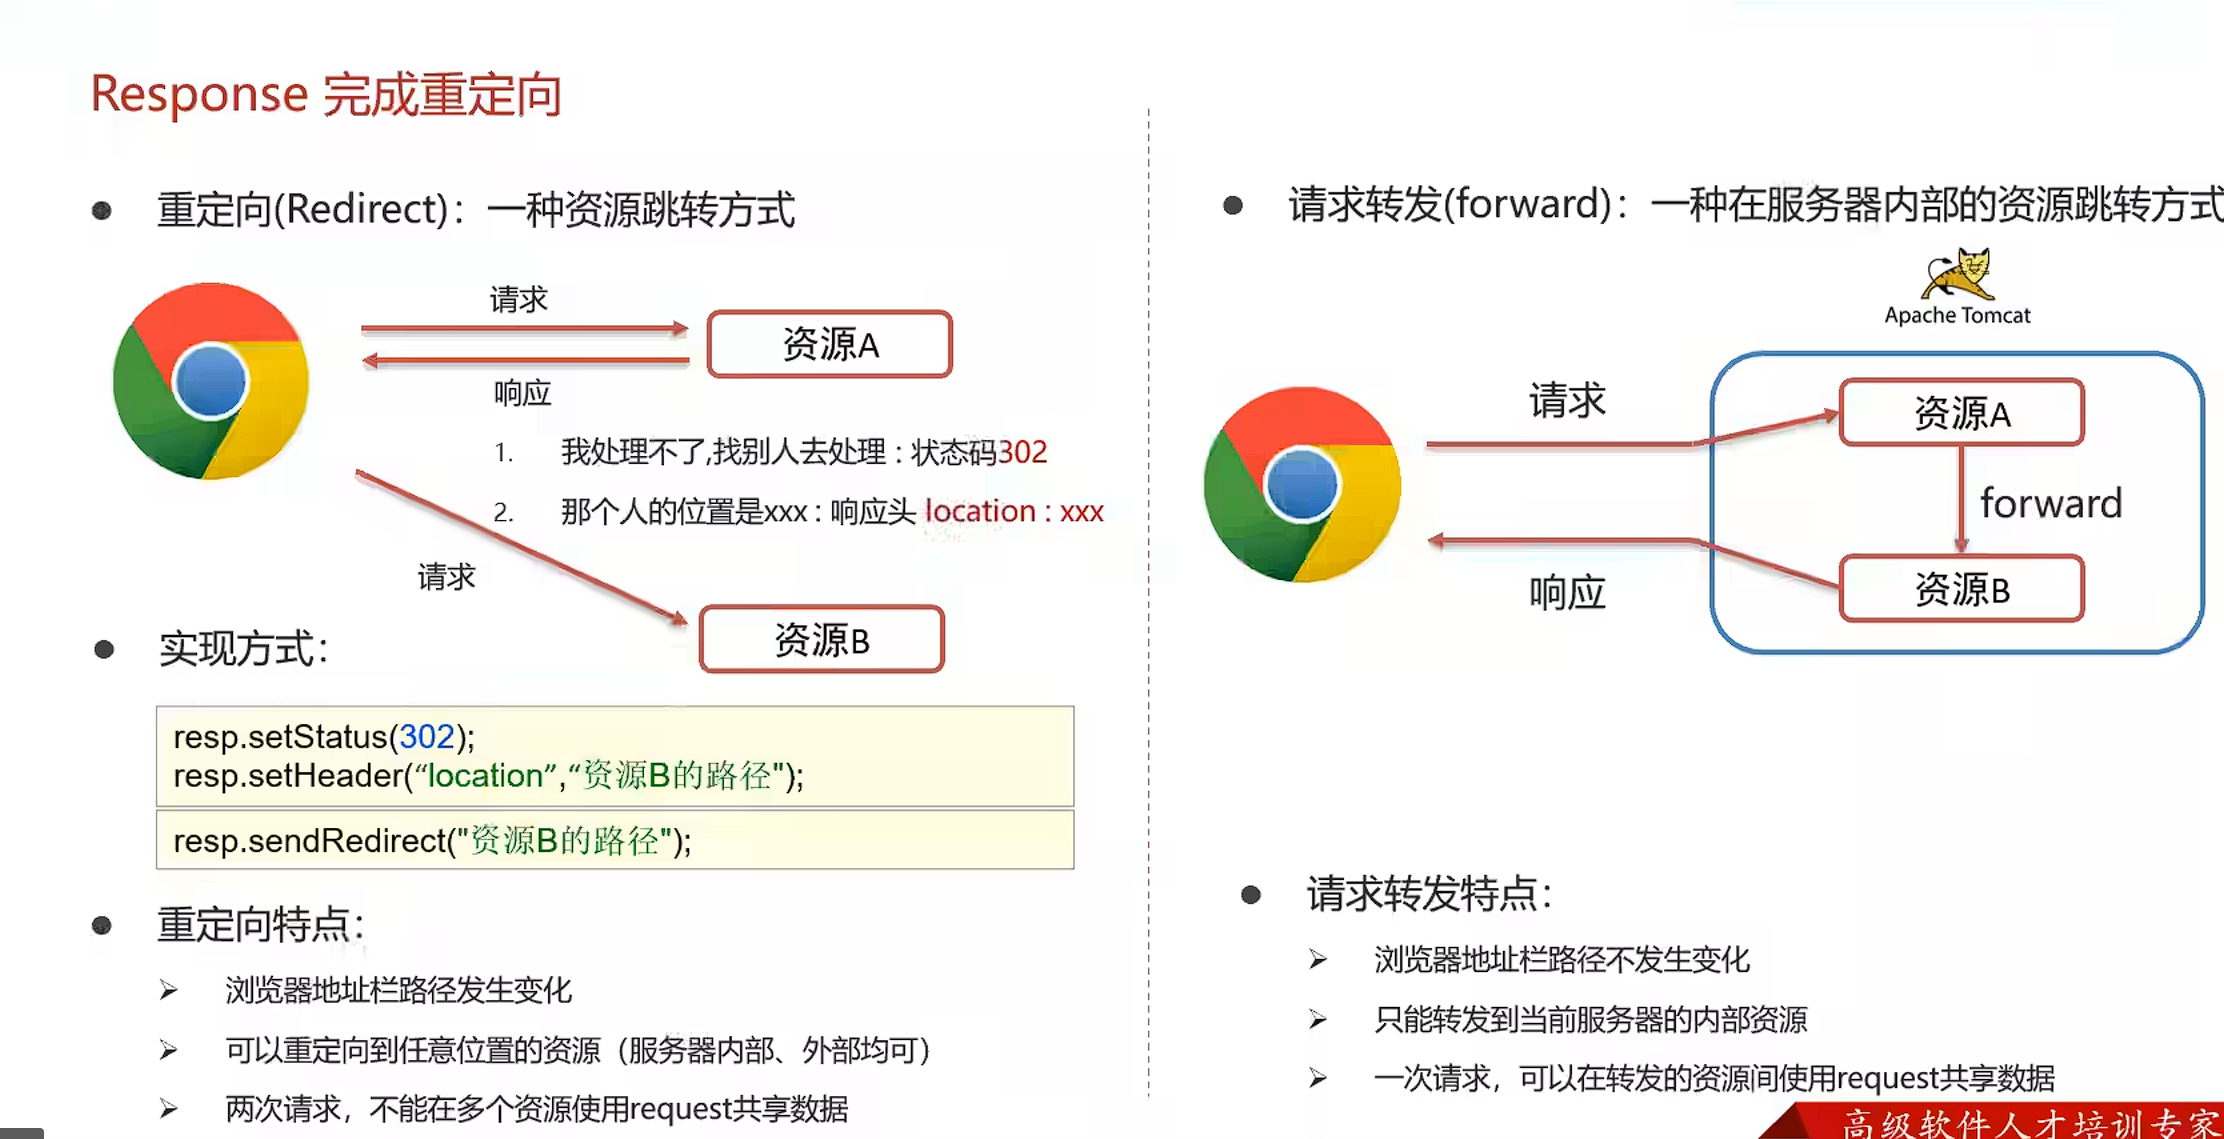 Response 完成重定向
重定向(Redirect)：一种资源跳转方式
请求
资源A
响应
1. 我处理不了,找别人去处理 : 状态码302
2. 那个人的位置是xxx : 响应头 location : xxx
请求
资源B
实现方式：
resp.setStatus(302);
resp.setHeader(“location”,“资源B的路径");
resp.sendRedirect("资源B的路径");
重定向特点：
浏览器地址栏路径发生变化
可以重定向到任意位置的资源（服务器内部、外部均可）
两次请求，不能在多个资源使用request共享数据
请求转发(forward)：一种在服务器内部的资源跳转方式
Apache Tomcat
请求
资源A
forward
资源B
响应
请求转发特点：
浏览器地址栏路径不发生变化
只能转发到当前服务器的内部资源
一次请求，可以在转发的资源间使用request共享数据
高级软件人才培训专家